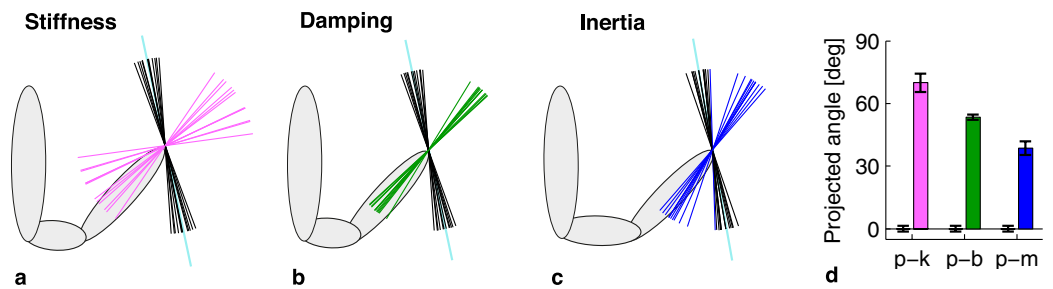 Stiffness
Damping
Inertia
a
b
c
Projected angle [deg]
90
60
30
0
p–k
p–b
p–m
d